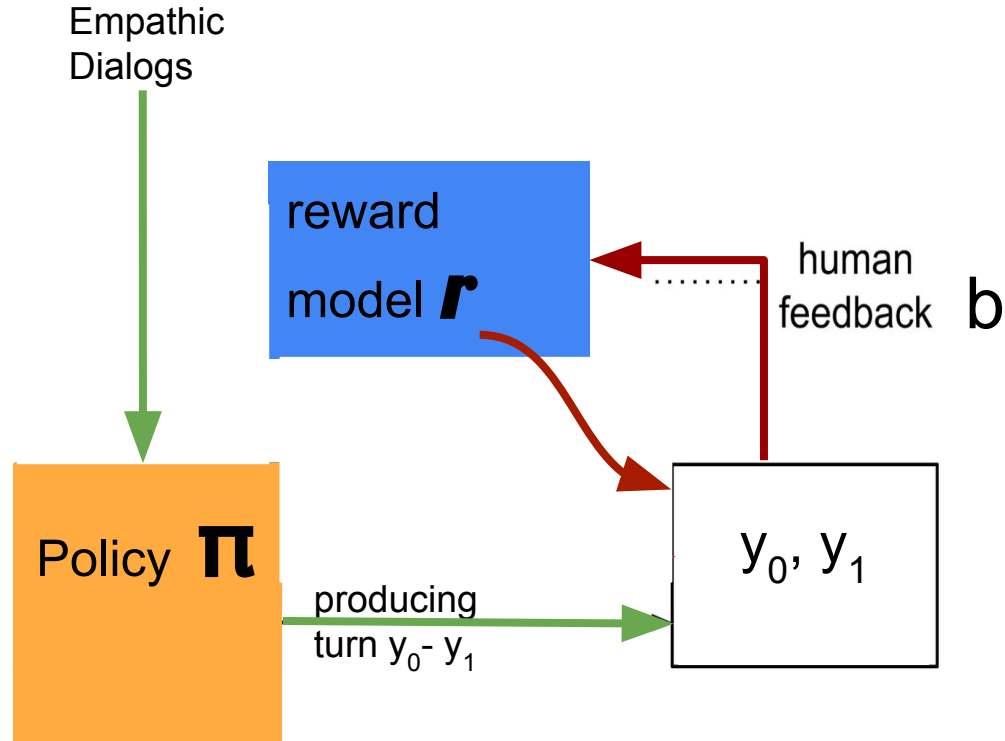 Empathic
Dialogs
reward
model r
human
feedback b
Policy π
y₀, y₁
producing
turn y₀- y₁